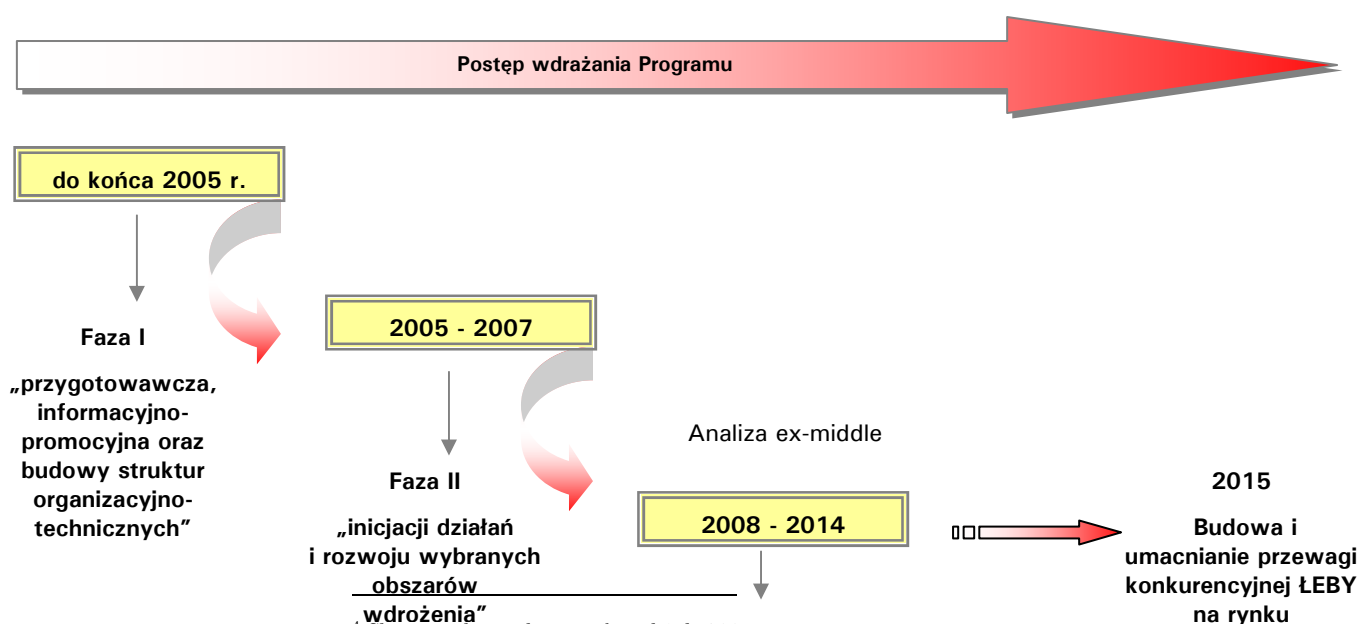 Postęp wdrażania Programu
do końca 2005 r.
Faza I
„przygotowawcza,
informacyjno-
promocyjna oraz
budowy struktur
organizacyjno-
technicznych”
2005 - 2007
Faza II
„inicjacji działań
i rozwoju wybranych
obszarów
wdrożenia”
Analiza ex-middle
2008 - 2014
2015
Budowa i
umacnianie przewagi
konkurencyjnej ŁEBY
na rynku